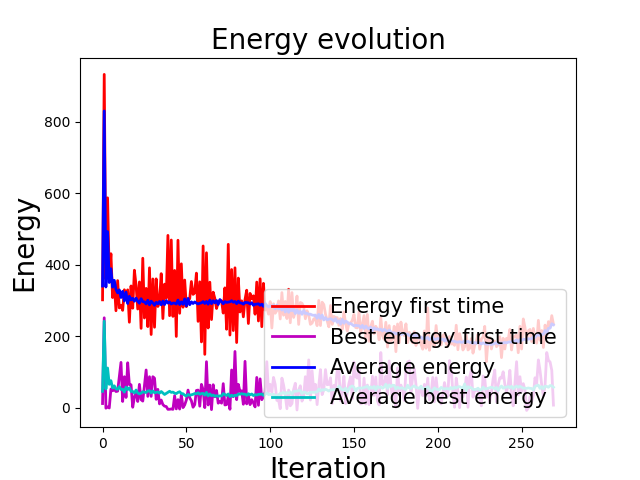 Energy evolution
Energy
800
600
400
200
0
Energy first time
Best energy first time
Average energy
Average best energy
0 50 100 150 200 250
Iteration